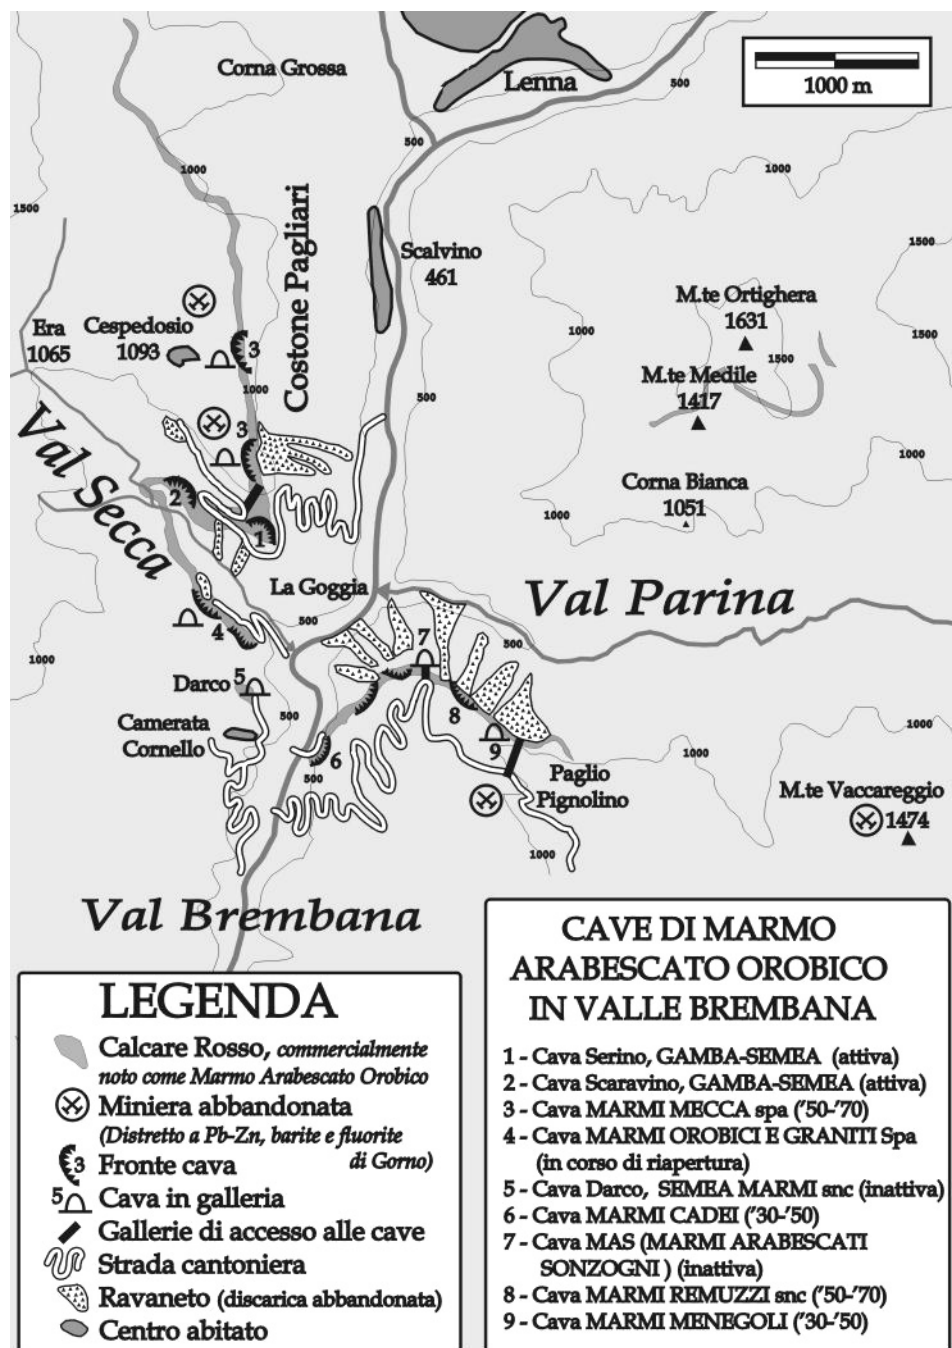 Corna Grossa
Lenna
1000 m
500
500
1000
1000
1500
Costone Pagliari
Scalvino
461
1500
M.te Ortighera
1631
Era
1065
Cespedosio
1093
3
1000
1500
M.te Medile
1417
1000
500
3
Val Secca
2
1
Corna Bianca
1051
1000
1000
La Goggia
Val Parina
500
500
4
7
1000
Darco 5
8
500
Camerata
Cornello
6
9
500
1000
1000
Paglio
Pignolino
M.te Vaccareggio
1474
1000
Val Brembana
LEGENDA
Calcare Rosso, commercialmente
noto come Marmo Arabescato Orobico
Miniera abbandonata
(Distretto a Pb-Zn, barite e fluorite
di Gorno)
3 Fronte cava
5 Cava in galleria
Gallerie di accesso alle cave
Strada cantoniera
Ravaneto (discarica abbandonata)
Centro abitato
CAVE DI MARMO
ARABESCATO OROBICO
IN VALLE BREMBANA
1 - Cava Serino, GAMBA-SEMEA (attiva)
2 - Cava Scaravino, GAMBA-SEMEA (attiva)
3 - Cava MARMI MECCA spa ('50-'70)
4 - Cava MARMI OROBICI E GRANITI Spa
(in corso di riapertura)
5 - Cava Darco, SEMEA MARMI snc (inattiva)
6 - Cava MARMI CADEI ('30-'50)
7 - Cava MAS (MARMI ARABESCATI
SONZOGNI ) (inattiva)
8 - Cava MARMI REMUZZI snc ('50-'70)
9 - Cava MARMI MENEGOLI ('30-'50)